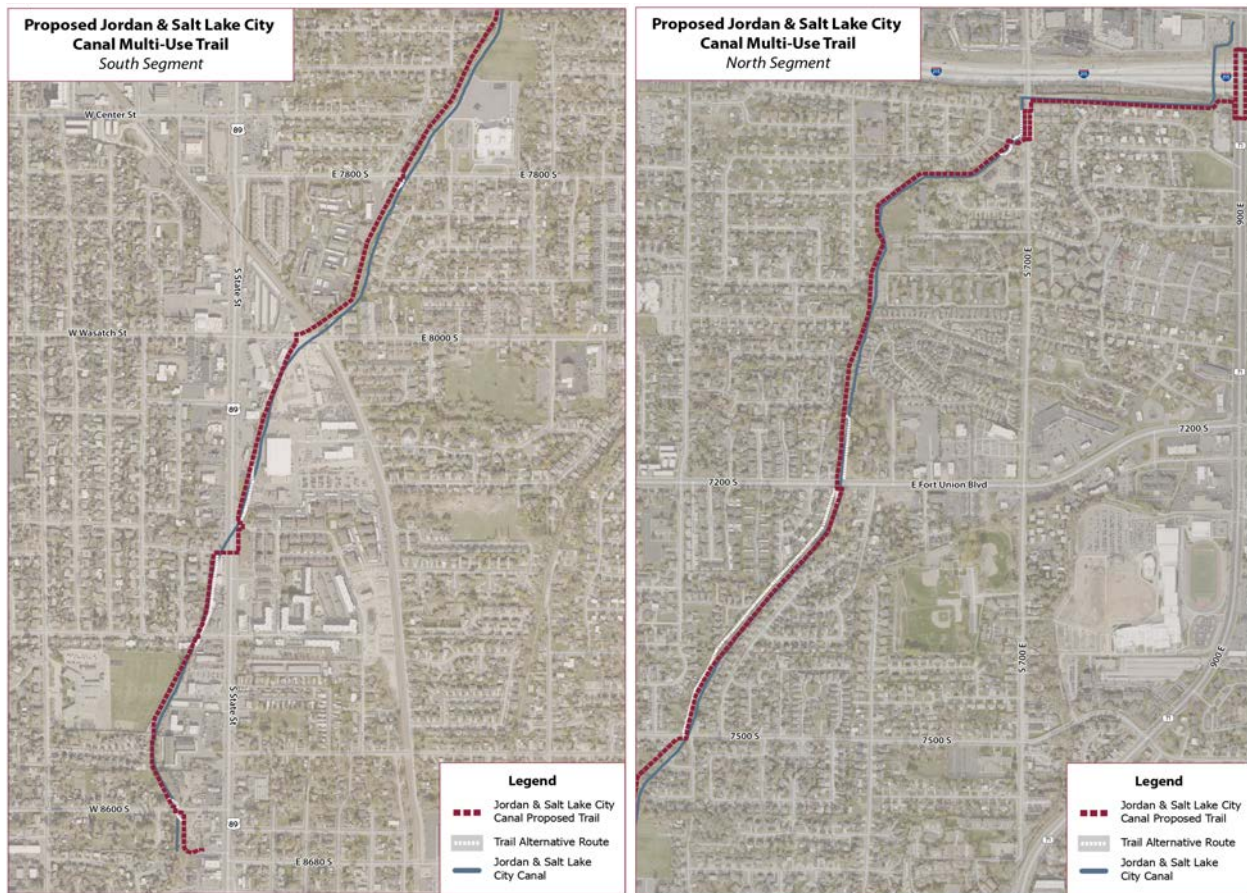 Proposed Jordan & Salt Lake City
Canal Multi-Use Trail
South Segment
W Center St
89
E 7800 S
E 7800 S
S State St
W Wasatch St
E 8000 S
89
S State St
W 8600 S
89
E 8680 S
Legend
Jordan & Salt Lake City
Canal Proposed Trail
Trail Alternative Route
Jordan & Salt Lake
City Canal
Proposed Jordan & Salt Lake City
Canal Multi-Use Trail
North Segment
71
900 E
S 700 E
71
7200 S
7200 S
E Fort Union Blvd
S 700 E
900 E
71
7500 S
7500 S
71
Legend
Jordan & Salt Lake City
Canal Proposed Trail
Trail Alternative Route
Jordan & Salt Lake
City Canal